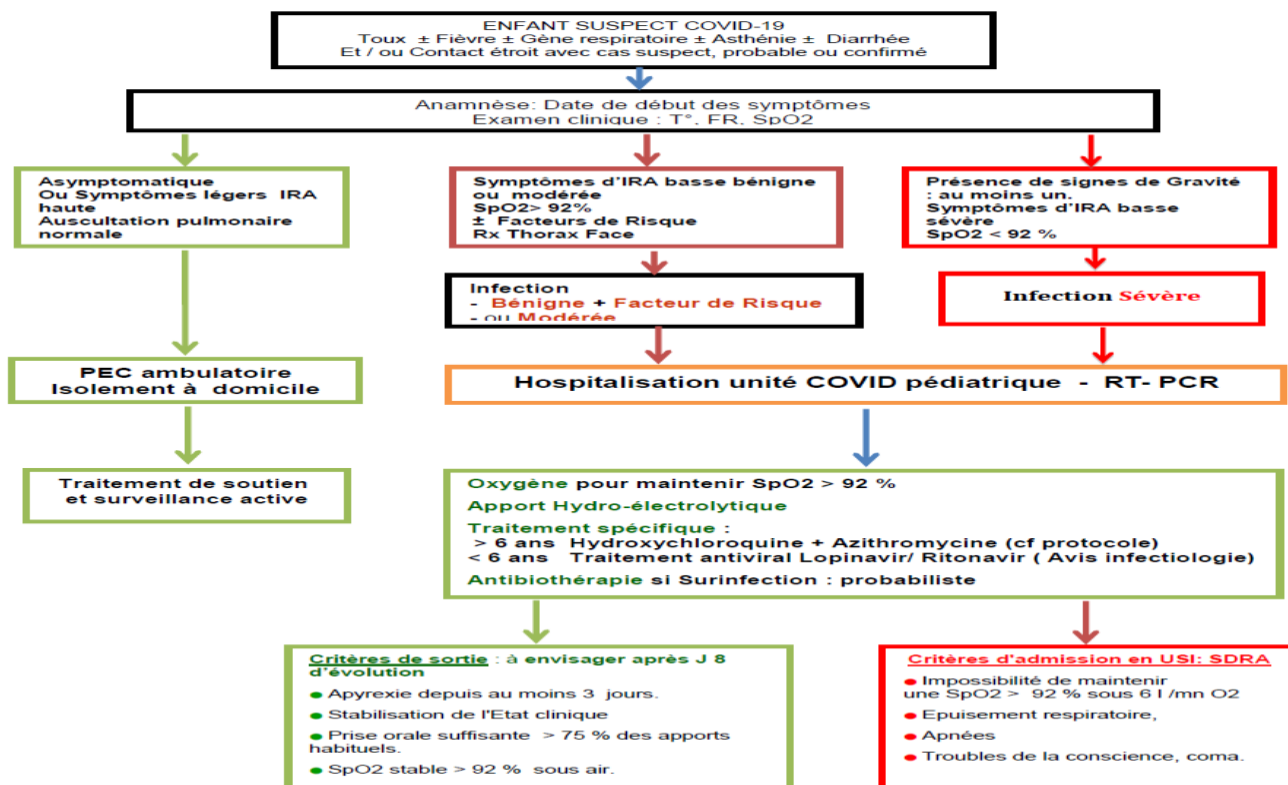 ENFANT SUSPECT COVID-19
Toux ± Fièvre ± Gène respiratoire ± Asthénie ± Diarrhée
Et / ou Contact étroit avec cas suspect, probable ou confirmé
Anamnèse: Date de début des symptômes
Examen clinique : T°, FR, SpO2
Asymptomatique
Ou Symptômes légers IRA
haute
Auscultation pulmonaire
normale
Symptômes d'IRA basse bénigne
ou modérée
SpO2> 92%
± Facteurs de Risque
Rx Thorax Face
Présence de signes de Gravité
: au moins un.
Symptômes d'IRA basse
sévère
SpO2 < 92 %
Infection
- Bénigne + Facteur de Risque
- ou Modérée
Infection Sévère
PEC ambulatoire
Isolement à domicile
Hospitalisation unité COVID pédiatrique - RT- PCR
Traitement de soutien
et surveillance active
Oxygène pour maintenir SpO2 > 92 %
Apport Hydro-électrolytique
Traitement spécifique :
> 6 ans Hydroxychloroquine + Azithromycine (cf protocole)
< 6 ans Traitement antiviral Lopinavir/ Ritonavir ( Avis infectiologie)
Antibiothérapie si Surinfection : probabiliste
Critères de sortie : à envisager après J 8
d'évolution
● Apyrexie depuis au moins 3 jours.
● Stabilisation de l'Etat clinique
● Prise orale suffisante > 75 % des apports
habituels.
● SpO2 stable > 92 % sous air.
Critères d'admission en USI: SDRA
● Impossibilité de maintenir
une SpO2 > 92 % sous 6 l /mn O2
● Epuisement respiratoire,
● Apnées
● Troubles de la conscience, coma.